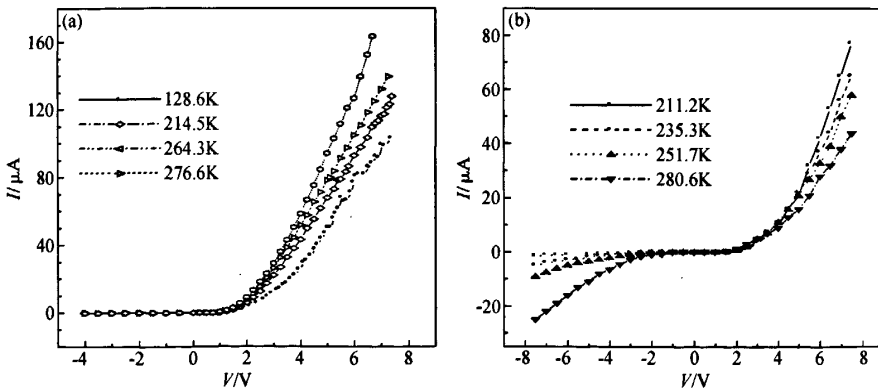 (a)
I/ μA
160
120
80
40
0
128.6K
214.5K
264.3K
276.6K
-4 -2 0 2 4 6 8
V/V
(b)
I/ μA
80
60
40
20
0
-20
211.2K
235.3K
251.7K
280.6K
-8 -6 -4 -2 0 2 4 6 8
V/V